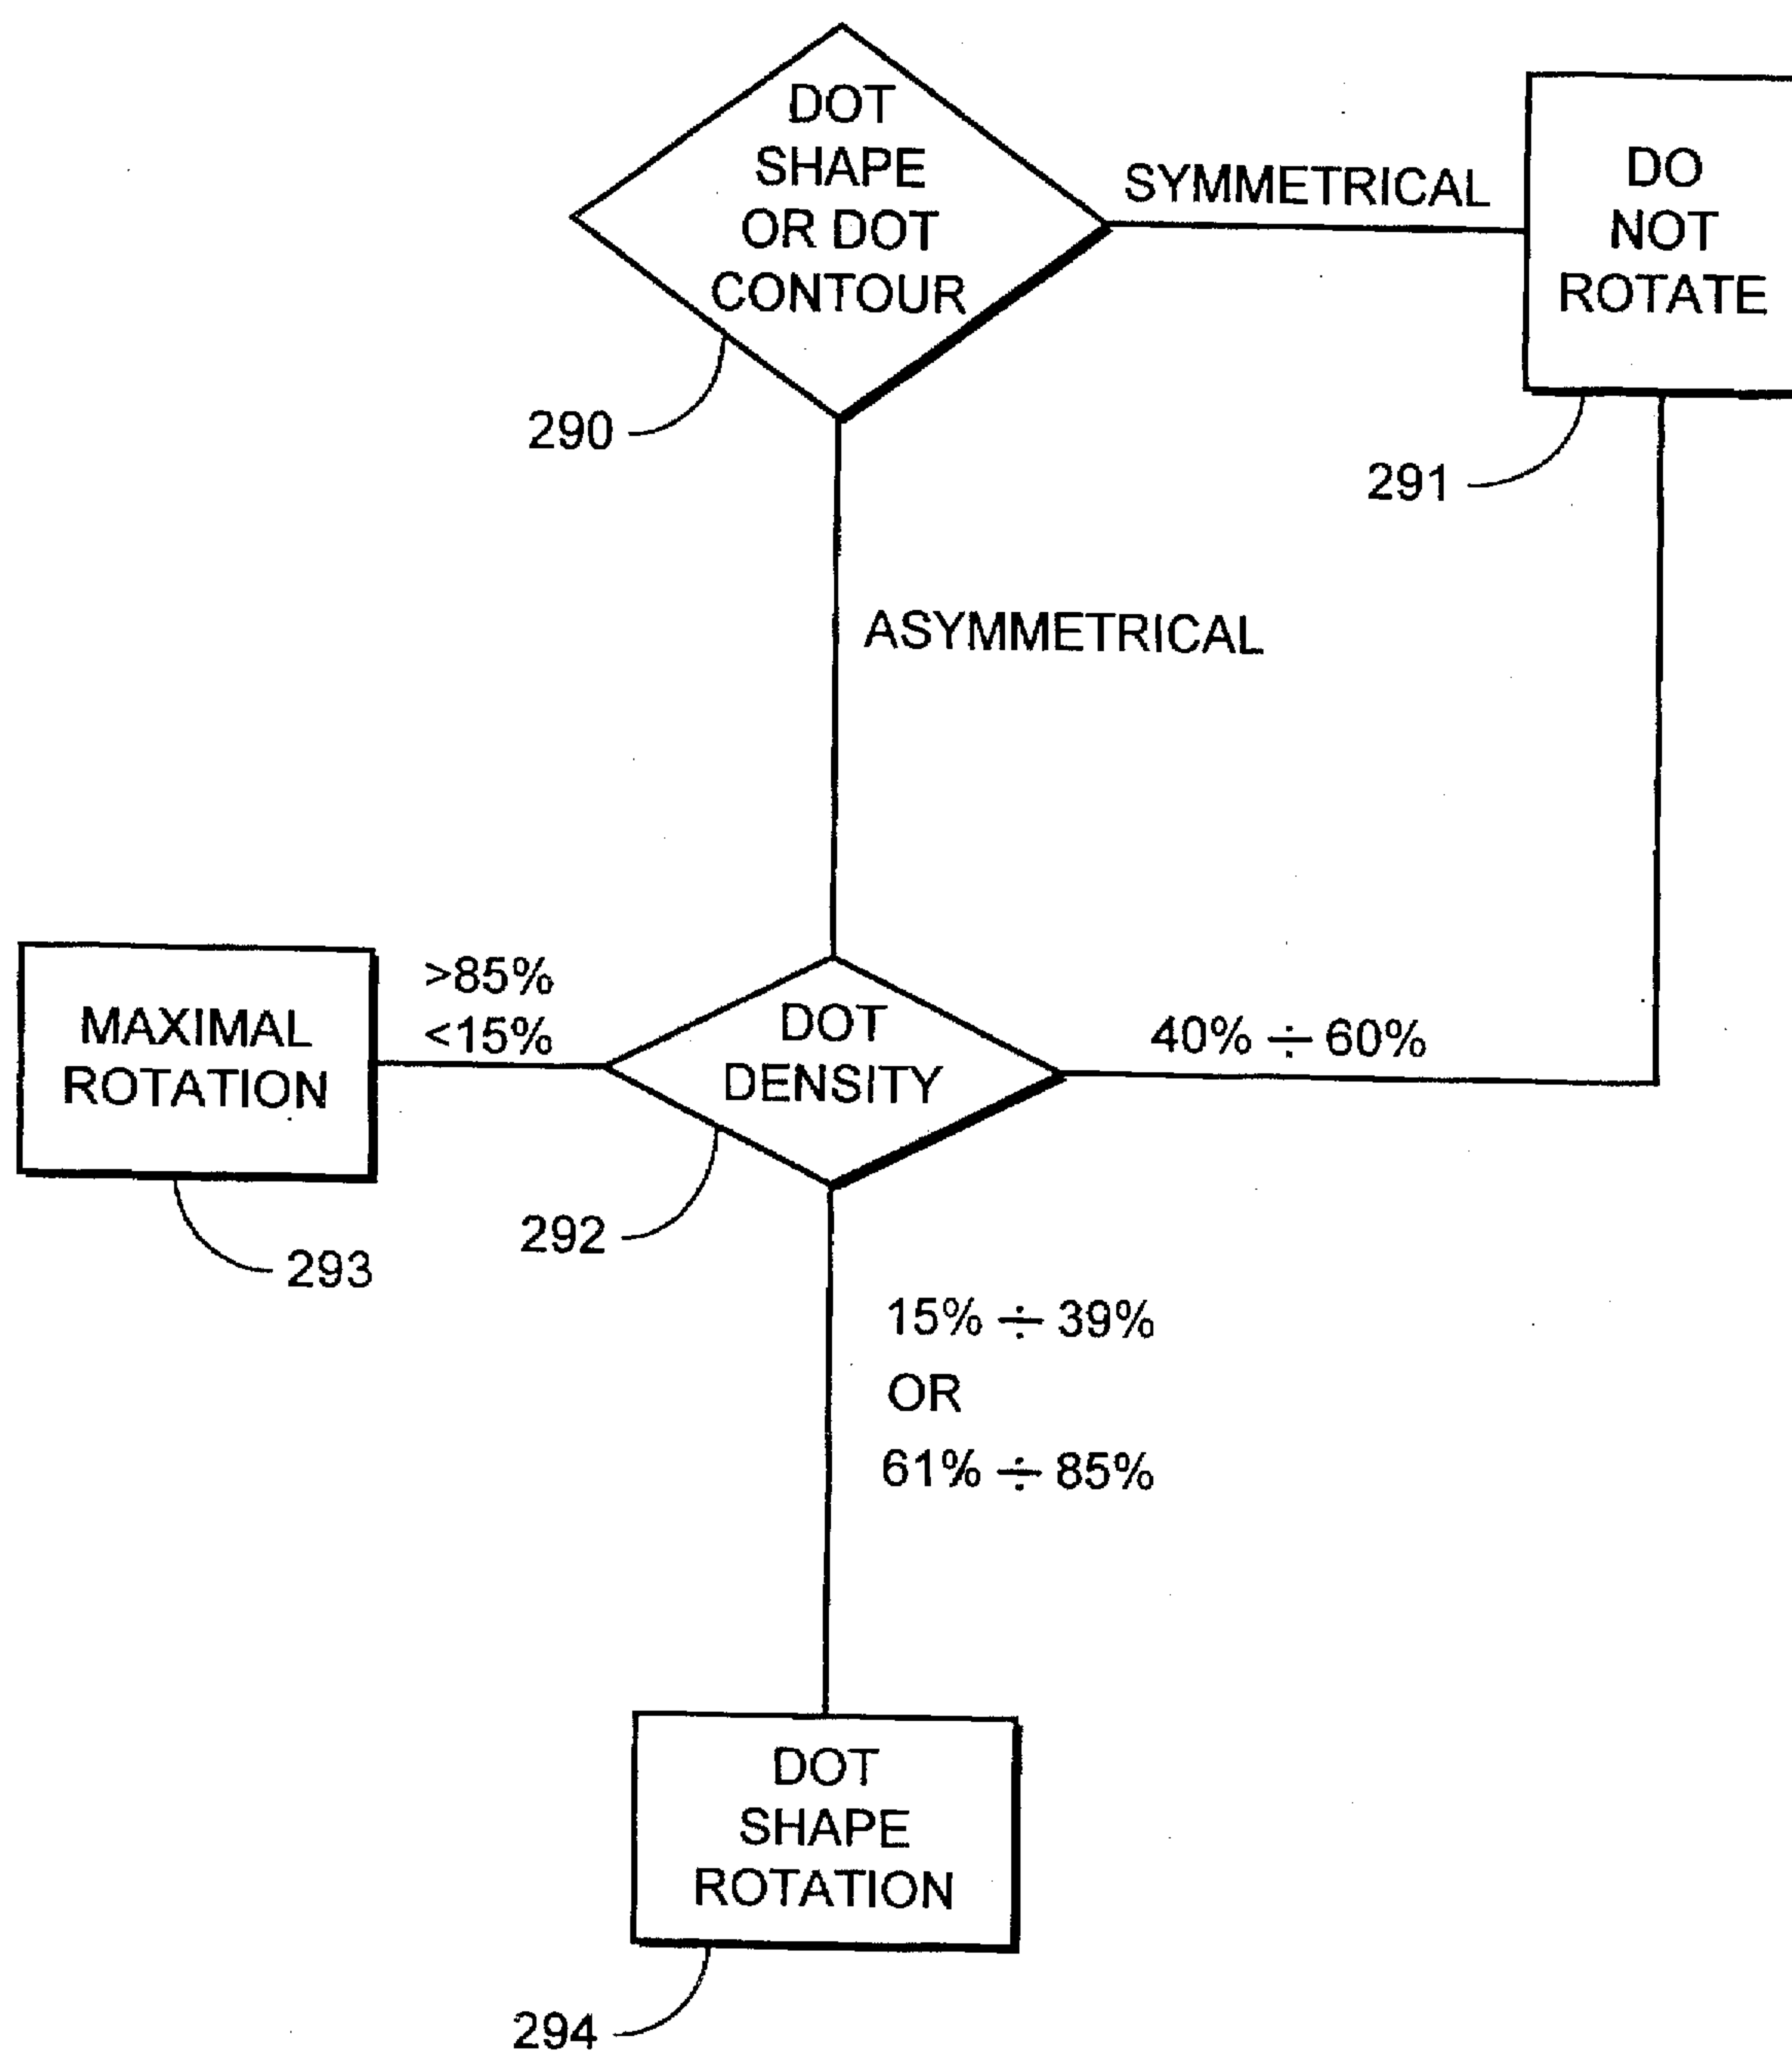 DOT
SHAPE
OR DOT
CONTOUR
SYMMETRICAL
DO
NOT
ROTATE
290
291
ASYMMETRICAL
MAXIMAL
ROTATION
>85%
<15%
DOT
DENSITY
40% ÷ 60%
293
292
15% ÷ 39%
OR
61% ÷ 85%
DOT
SHAPE
ROTATION
294